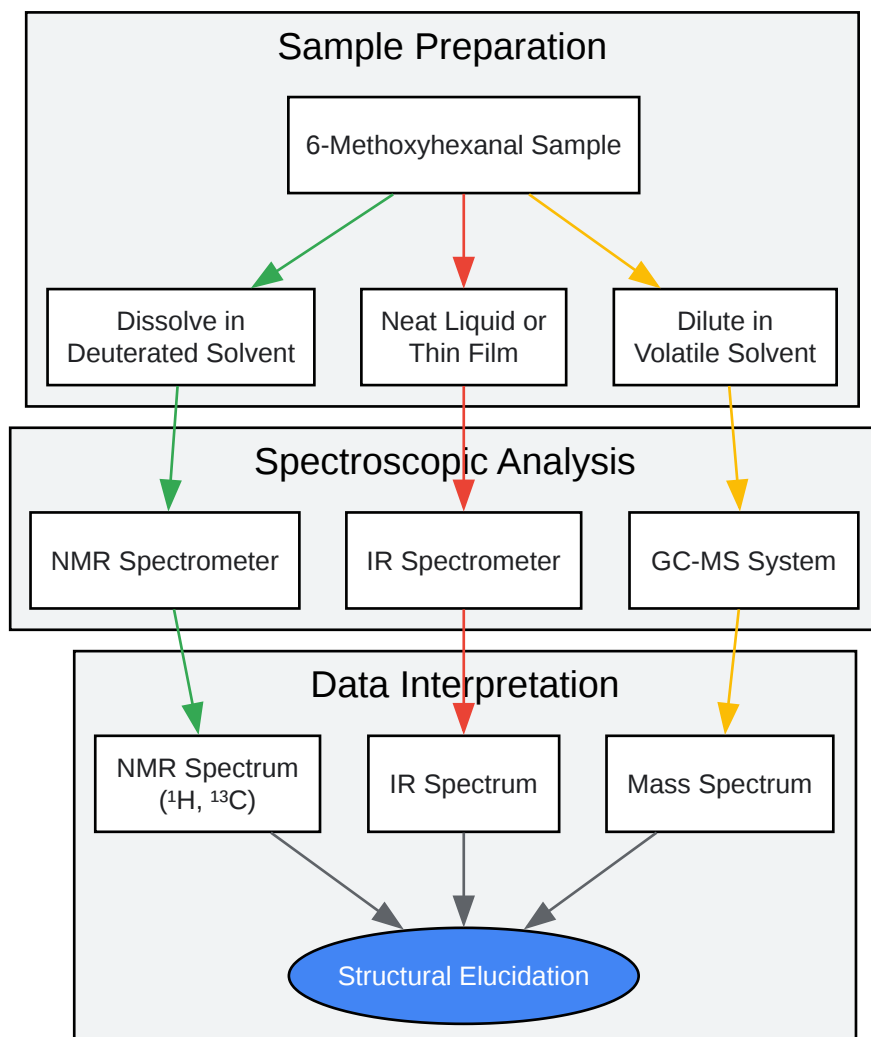 Sample Preparation
6-Methoxyhexanal Sample
Dissolve in
Deuterated Solvent
Neat Liquid or
Thin Film
Dilute in
Volatile Solvent
Spectroscopic Analysis
NMR Spectrometer
IR Spectrometer
GC-MS System
Data Interpretation
NMR Spectrum
(¹H, ¹³C)
IR Spectrum
Mass Spectrum
Structural Elucidation